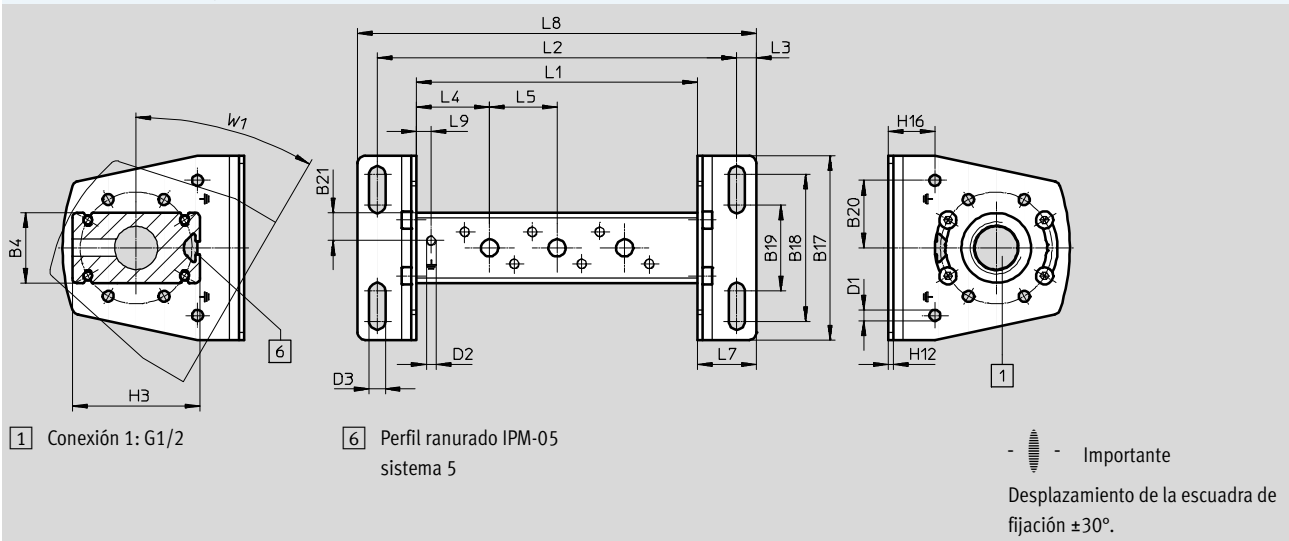 L8
L2
L3
L1
L4
L5
L9
W1
B21
B4
H3
6
D3
D2
B19
B18
B17
L7
H16
B20
D1
H12
1
1 Conexión 1: G1/2
6 Perfil ranurado IPM-05
sistema 5
- - Importante
Desplazamiento de la escuadra de
fijación ±30°.